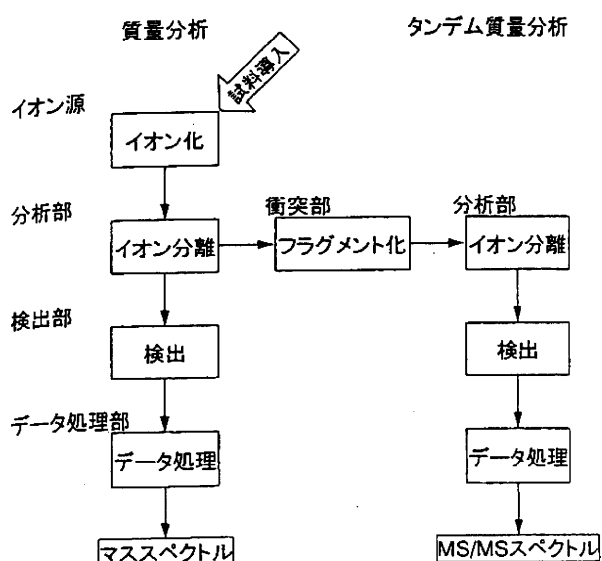 質量分析
タンデム質量分析
試料導入
イオン源
イオン化
分析部
衝突部
分析部
イオン分離
フラグメント化
イオン分離
検出部
検出
検出
データ処理部
データ処理
データ処理
マススペクトル
MS/MSスペクトル